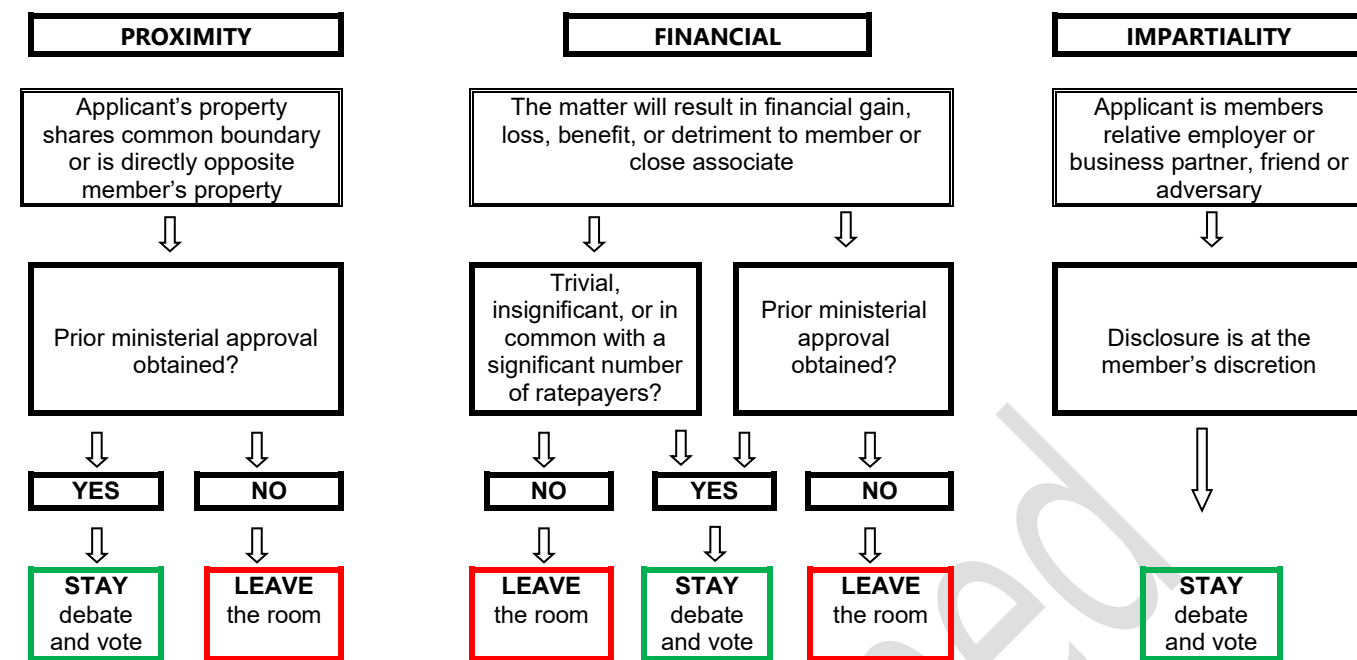 PROXIMITY
FINANCIAL
IMPARTIALITY
Applicant’s property
shares common boundary
or is directly opposite
member’s property
The matter will result in financial gain,
loss, benefit, or detriment to member or
close associate
Applicant is members
relative employer or
business partner, friend or
adversary
Prior ministerial approval
obtained?
Trivial,
insignificant, or in
common with a
significant number
of ratepayers?
Prior ministerial
approval
obtained?
Disclosure is at the
member’s discretion
YES
NO
NO
YES
NO
STAY
debate
and vote
LEAVE
the room
LEAVE
the room
STAY
debate
and vote
LEAVE
the room
STAY
debate
and vote